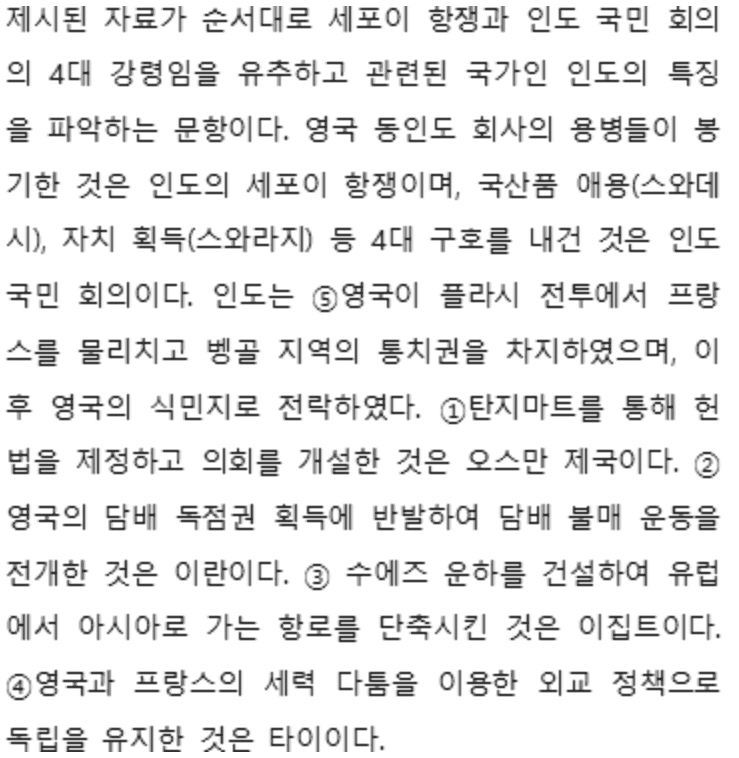 제시된 자료가 순서대로 세포이 항쟁과 인도 국민 회의
의 4대 강령임을 유추하고 관련된 국가인 인도의 특징
을 파악하는 문항이다. 영국 동인도 회사의 용병들이 봉
기한 것은 인도의 세포이 항쟁이며, 국산품 애용(스와데
시), 자치 획득(스와라지) 등 4대 구호를 내건 것은 인도
국민 회의이다. 인도는 ⑤영국이 플라시 전투에서 프랑
스를 물리치고 벵골 지역의 통치권을 차지하였으며, 이
후 영국의 식민지로 전락하였다. ①탄지마트를 통해 헌
법을 제정하고 의회를 개설한 것은 오스만 제국이다. ②
영국의 담배 독점권 획득에 반발하여 담배 불매 운동을
전개한 것은 이란이다. ③ 수에즈 운하를 건설하여 유럽
에서 아시아로 가는 항로를 단축시킨 것은 이집트이다.
④영국과 프랑스의 세력 다툼을 이용한 외교 정책으로
독립을 유지한 것은 타이이다.